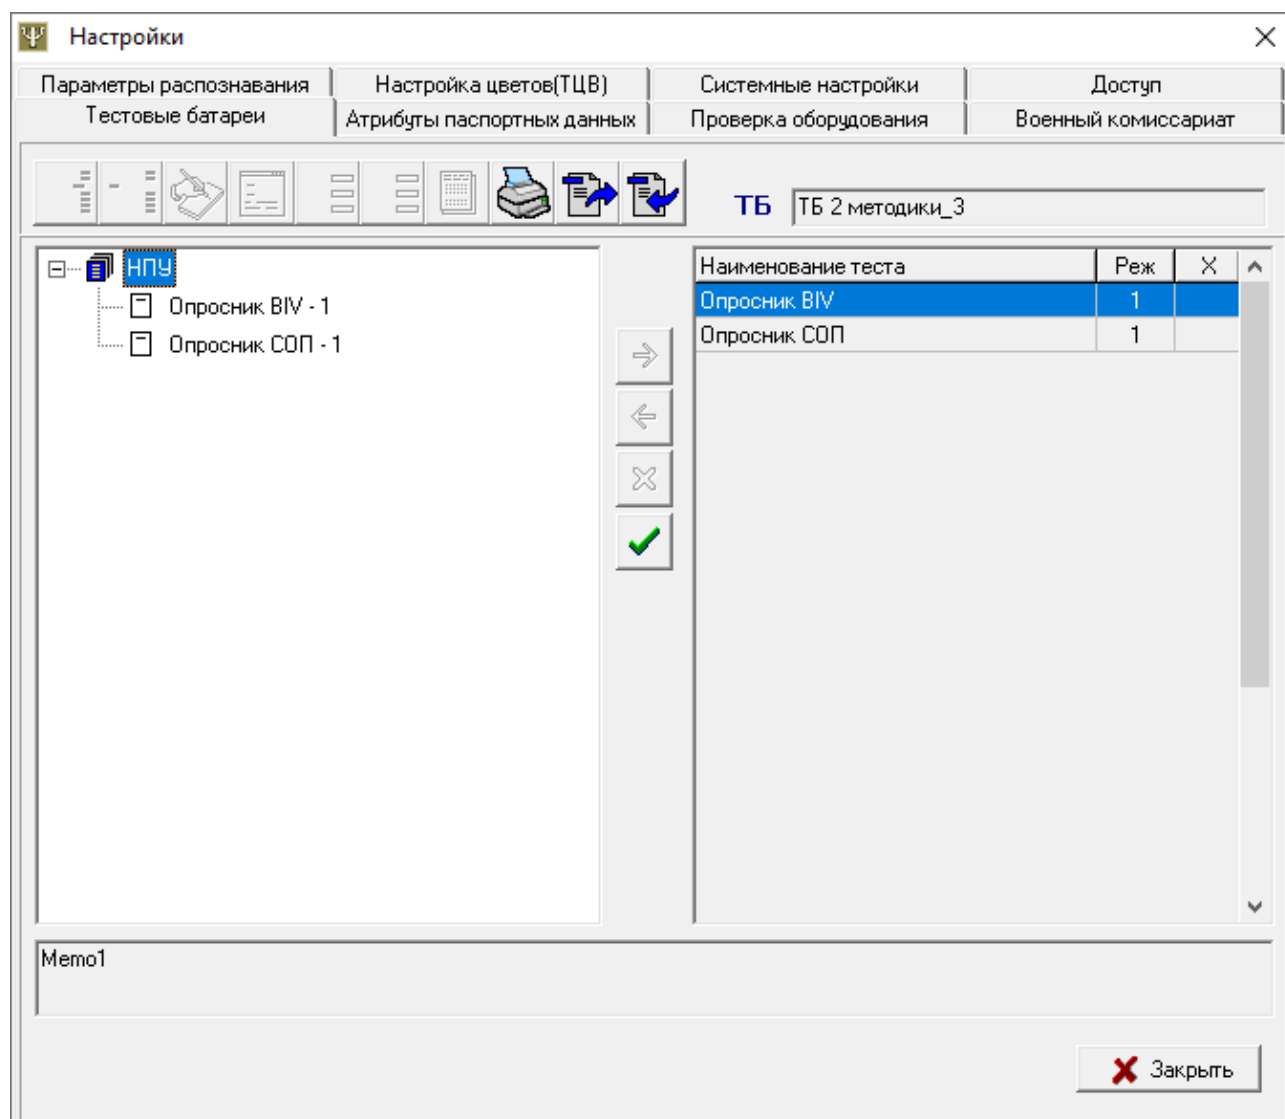 Настройки
Параметры распознавания
Настройка цветов(ТЦВ)
Системные настройки
Доступ
Тестовые батареи
Атрибуты паспортных данных
Проверка оборудования
Военный комиссариат
ТБ
ТБ 2 методики_3
НПУ
Опросник BIV - 1
Опросник СОП - 1
Наименование теста Реж X
Опросник BIV 1
Опросник СОП 1
Memo1
Закрыть